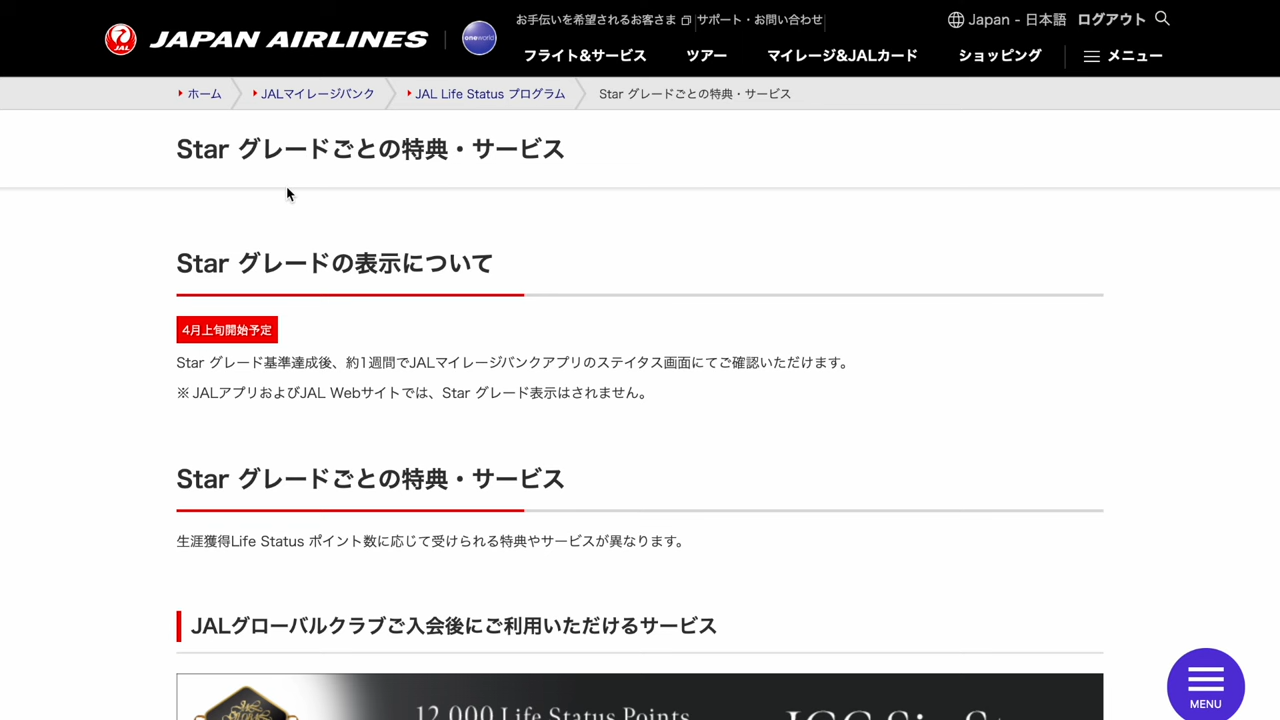 JAL
JAPAN AIRLINES
oneworld
お手伝いを希望されるお客さま
サポート・お問い合わせ
Japan - 日本語
ログアウト
フライト&サービス
ツアー
マイレージ&JALカード
ショッピング
メニュー
ホーム
JALマイレージバンク
JAL Life Status プログラム
Star グレードごとの特典・サービス
Star グレードごとの特典・サービス
Star グレードの表示について
4月上旬開始予定
Star グレード基準達成後、約1週間でJALマイレージバンクアプリのステイタス画面にてご確認いただけます。
※ JALアプリおよびJAL Webサイトでは、Star グレード表示はされません。
Star グレードごとの特典・サービス
生涯獲得Life Status ポイント数に応じて受けられる特典やサービスが異なります。
JALグローバルクラブご入会後にご利用いただけるサービス
12,000 Life Status Points
MENU